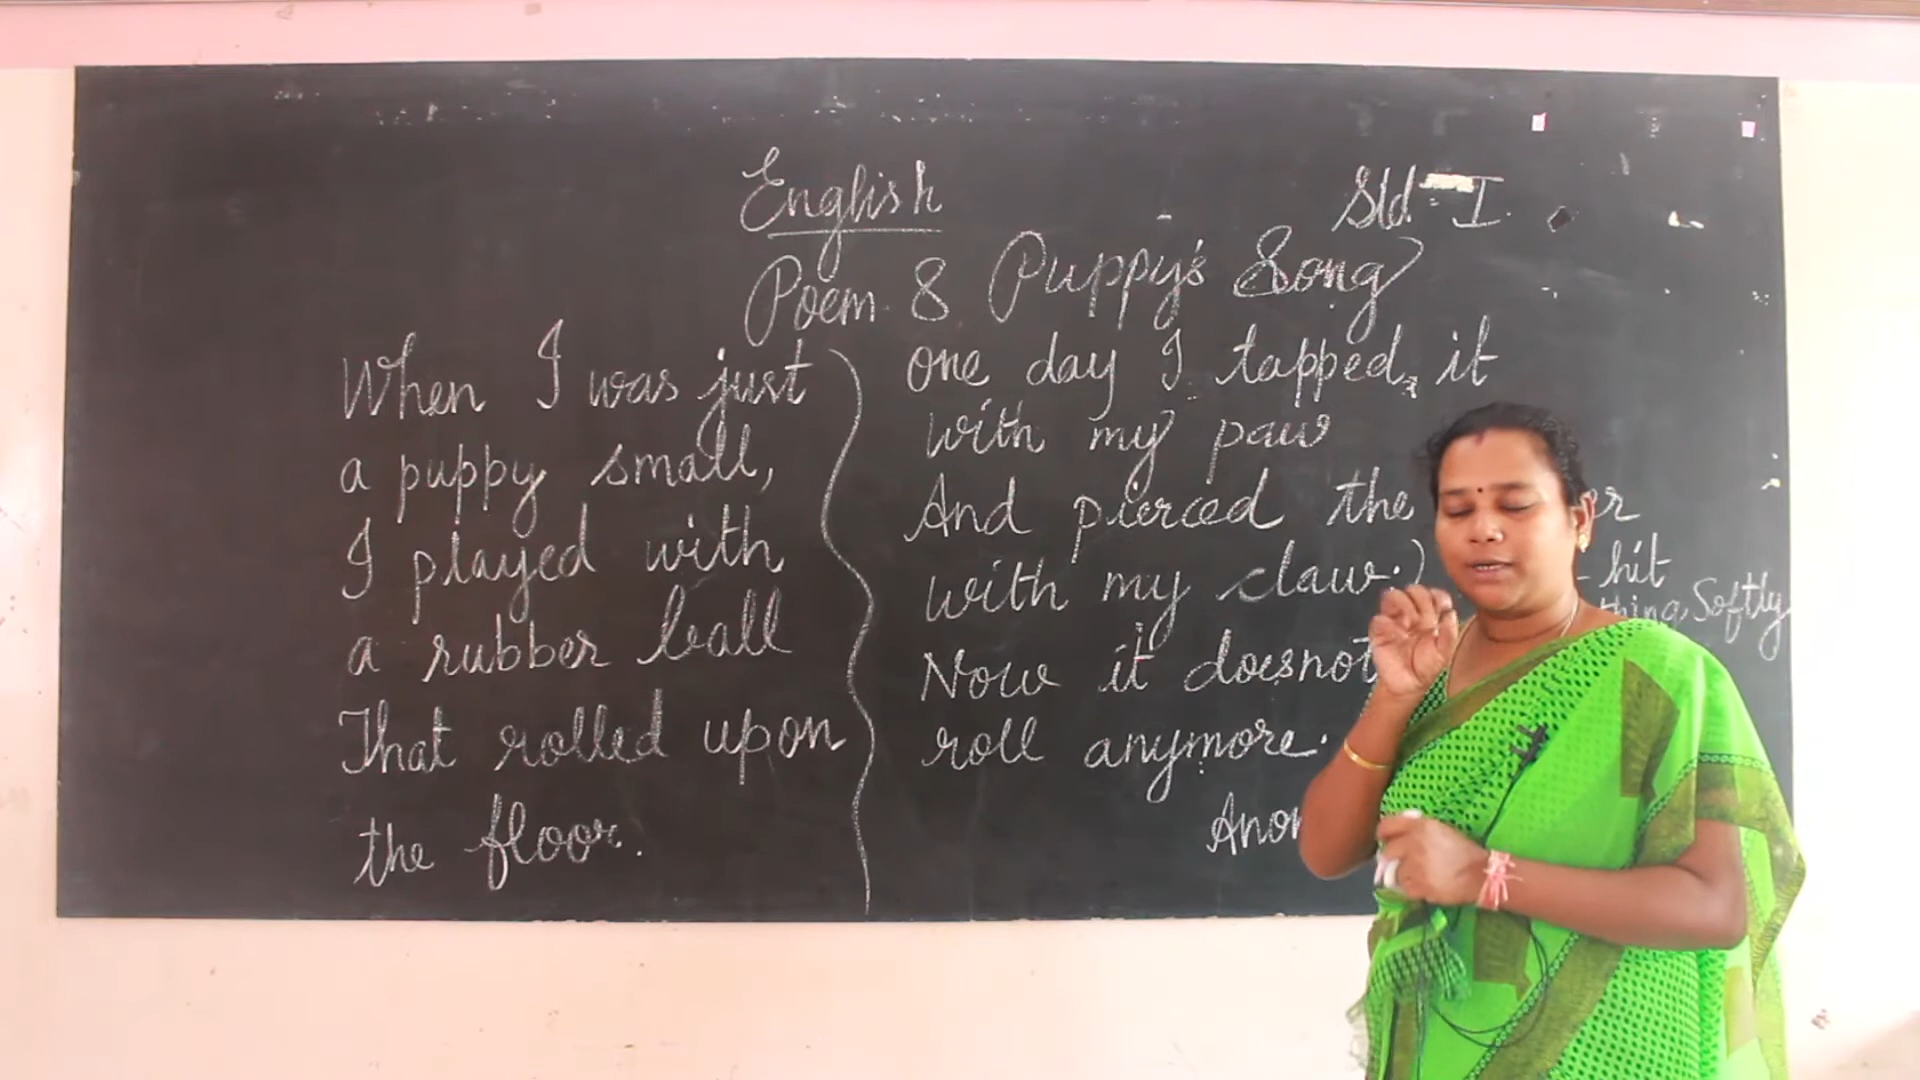 English
Std - I
Poem 8 Puppy's Song
When I was just
a puppy small,
I played with
a rubber ball
That rolled upon
the floor.
one day I tapped, it
with my paw
And pierced the
with my claw.)
Now it doesnot
roll anymore.
- hit
thing, Softly